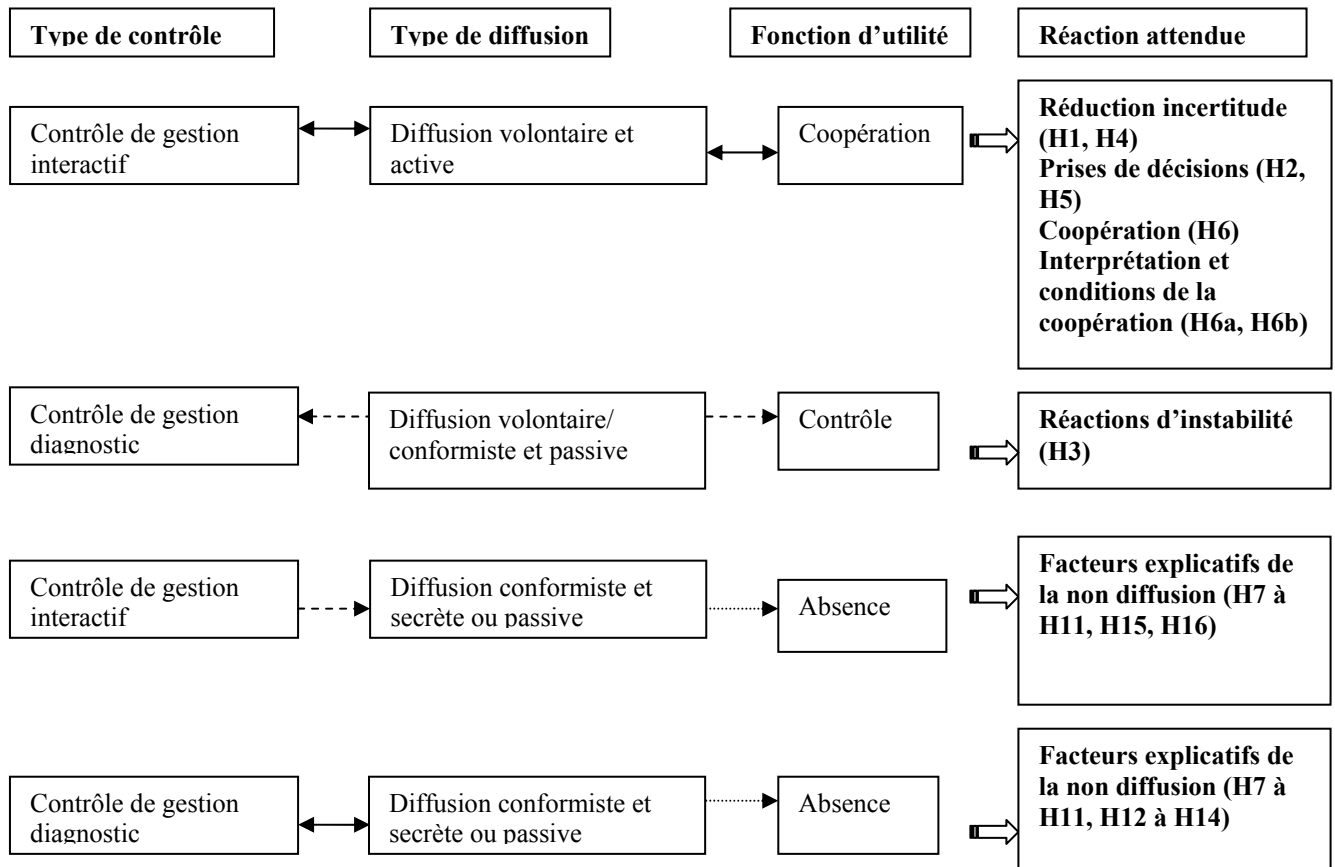 Type de contrôle
Type de diffusion
Fonction d’utilité
Réaction attendue
Contrôle de gestion
interactif
Diffusion volontaire et
active
Coopération
Réduction incertitude
(H1, H4)
Prises de décisions (H2,
H5)
Coopération (H6)
Interprétation et
conditions de la
coopération (H6a, H6b)
Contrôle de gestion
diagnostic
Diffusion volontaire/
conformiste et passive
Contrôle
Réactions d’instabilité
(H3)
Contrôle de gestion
interactif
Diffusion conformiste et
secrète ou passive
Absence
Facteurs explicatifs de
la non diffusion (H7 à
H11, H15, H16)
Contrôle de gestion
diagnostic
Diffusion conformiste et
secrète ou passive
Absence
Facteurs explicatifs de
la non diffusion (H7 à
H11, H12 à H14)